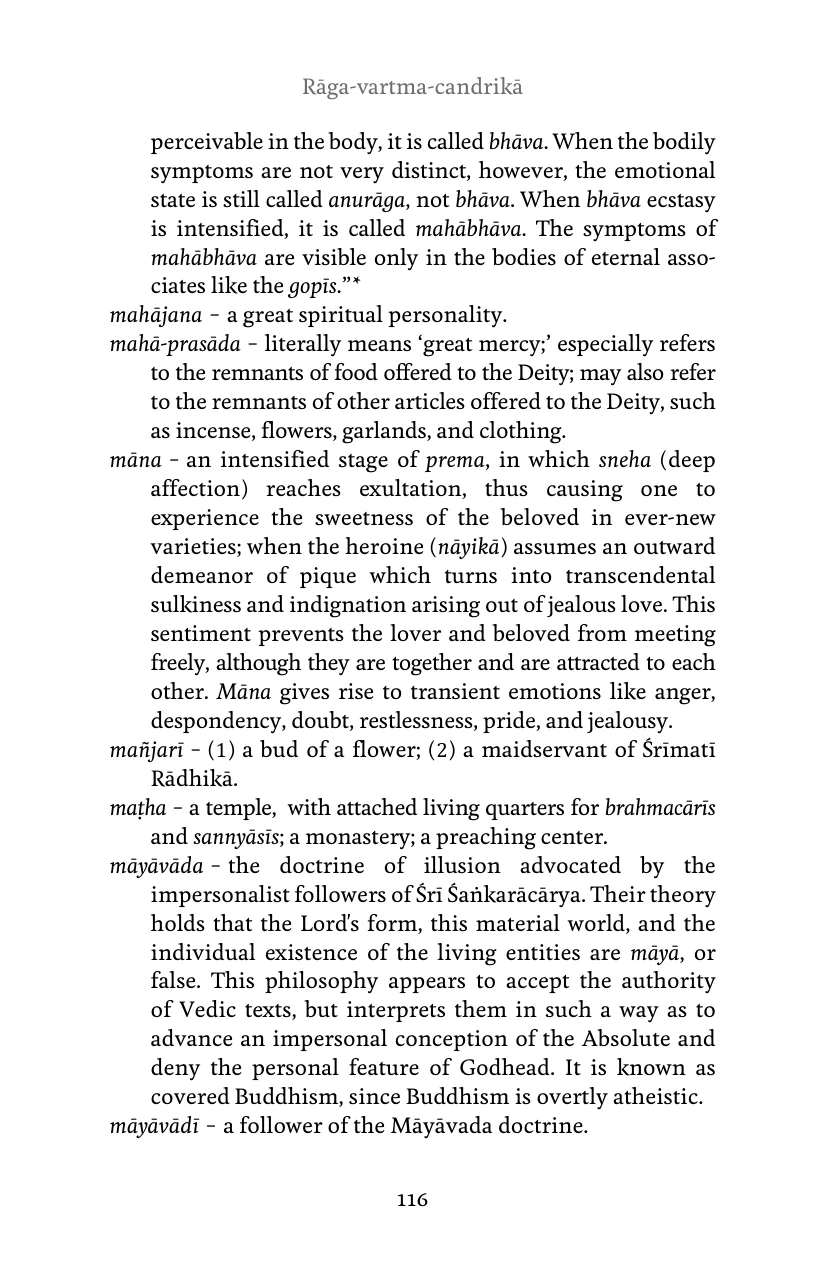 Rāga-vartma-candrikā
perceivable in the body, it is called bhāva. When the bodily
symptoms are not very distinct, however, the emotional
state is still called anurāga, not bhāva. When bhāva ecstasy
is intensified, it is called mahābhāva. The symptoms of
mahābhāva are visible only in the bodies of eternal asso-
ciates like the gopīs.”*
mahājana – a great spiritual personality.
mahā-prasāda – literally means ‘great mercy;’ especially refers
to the remnants of food offered to the Deity; may also refer
to the remnants of other articles offered to the Deity, such
as incense, flowers, garlands, and clothing.
māna – an intensified stage of prema, in which sneha (deep
affection) reaches exultation, thus causing one to
experience the sweetness of the beloved in ever-new
varieties; when the heroine (nāyikā) assumes an outward
demeanor of pique which turns into transcendental
sulkiness and indignation arising out of jealous love. This
sentiment prevents the lover and beloved from meeting
freely, although they are together and are attracted to each
other. Māna gives rise to transient emotions like anger,
despondency, doubt, restlessness, pride, and jealousy.
mañjarī – (1) a bud of a flower; (2) a maidservant of Śrīmatī
Rādhikā.
maṭha – a temple, with attached living quarters for brahmacārīs
and sannyāsīs; a monastery; a preaching center.
māyāvāda – the doctrine of illusion advocated by the
impersonalist followers of Śrī Śaṅkarācārya. Their theory
holds that the Lord's form, this material world, and the
individual existence of the living entities are māyā, or
false. This philosophy appears to accept the authority
of Vedic texts, but interprets them in such a way as to
advance an impersonal conception of the Absolute and
deny the personal feature of Godhead. It is known as
covered Buddhism, since Buddhism is overtly atheistic.
māyāvādī – a follower of the Māyāvada doctrine.
116